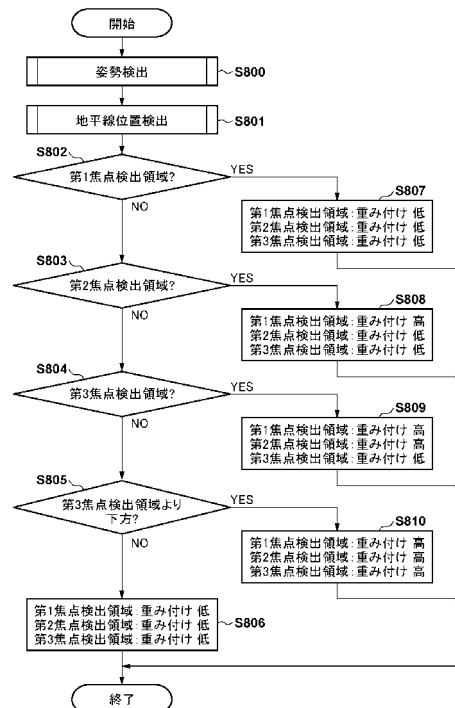 開始
姿勢検出
S800
地平線位置検出
S801
S802
第1焦点検出領域?
YES
NO
S807
第1焦点検出領域:重み付け 低
第2焦点検出領域:重み付け 低
第3焦点検出領域:重み付け 低
S803
第2焦点検出領域?
YES
NO
S808
第1焦点検出領域:重み付け 高
第2焦点検出領域:重み付け 低
第3焦点検出領域:重み付け 低
S804
第3焦点検出領域?
YES
NO
S809
第1焦点検出領域:重み付け 高
第2焦点検出領域:重み付け 高
第3焦点検出領域:重み付け 低
S805
第3焦点検出領域より
下方?
YES
NO
S810
第1焦点検出領域:重み付け 高
第2焦点検出領域:重み付け 高
第3焦点検出領域:重み付け 高
第1焦点検出領域:重み付け 低
第2焦点検出領域:重み付け 低
第3焦点検出領域:重み付け 低
S806
終了